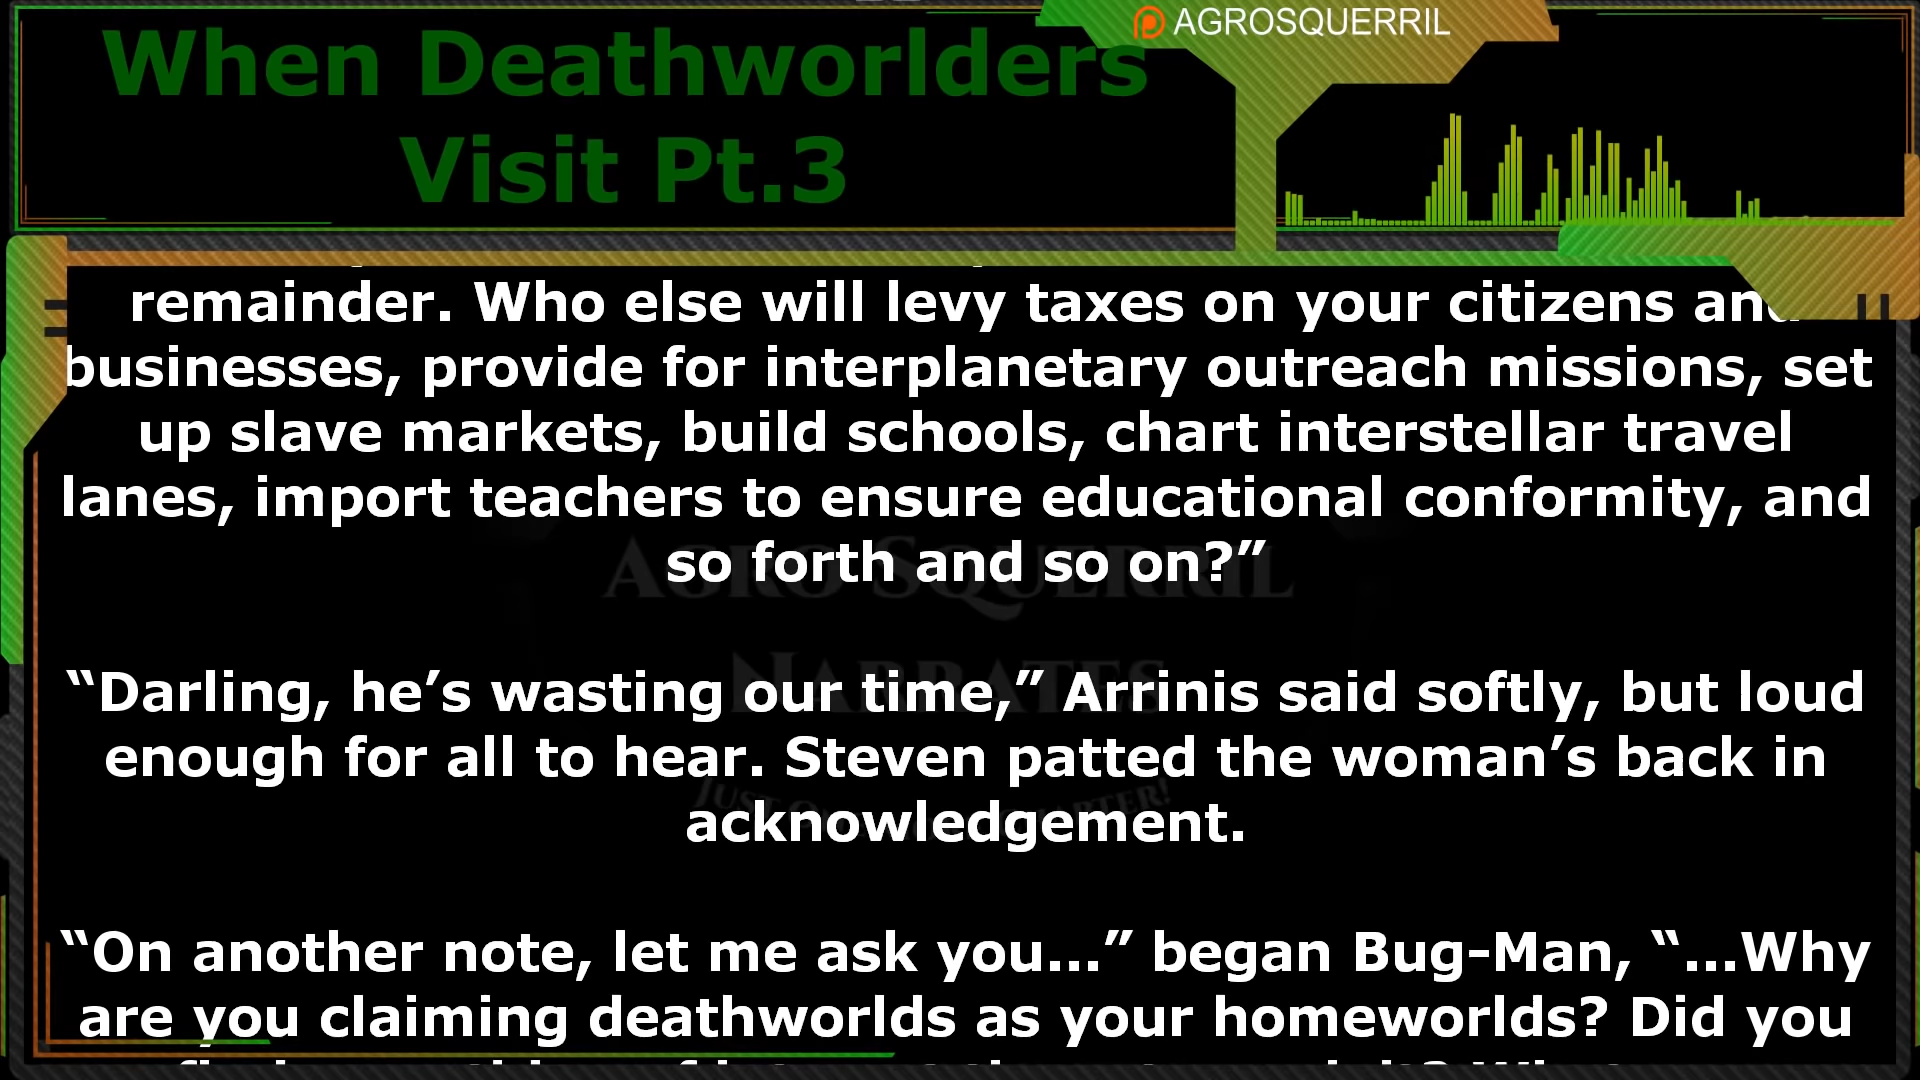 AGROSQUERRIL
When Deathworlders
Visit Pt.3
remainder. Who else will levy taxes on your citizens and
businesses, provide for interplanetary outreach missions, set
up slave markets, build schools, chart interstellar travel
lanes, import teachers to ensure educational conformity, and
so forth and so on?”
“Darling, he’s wasting our time,” Arrinis said softly, but loud
enough for all to hear. Steven patted the woman’s back in
acknowledgement.
“On another note, let me ask you...” began Bug-Man, “...Why
are you claiming deathworlds as your homeworlds? Did you
Agro Squerril
Narrates